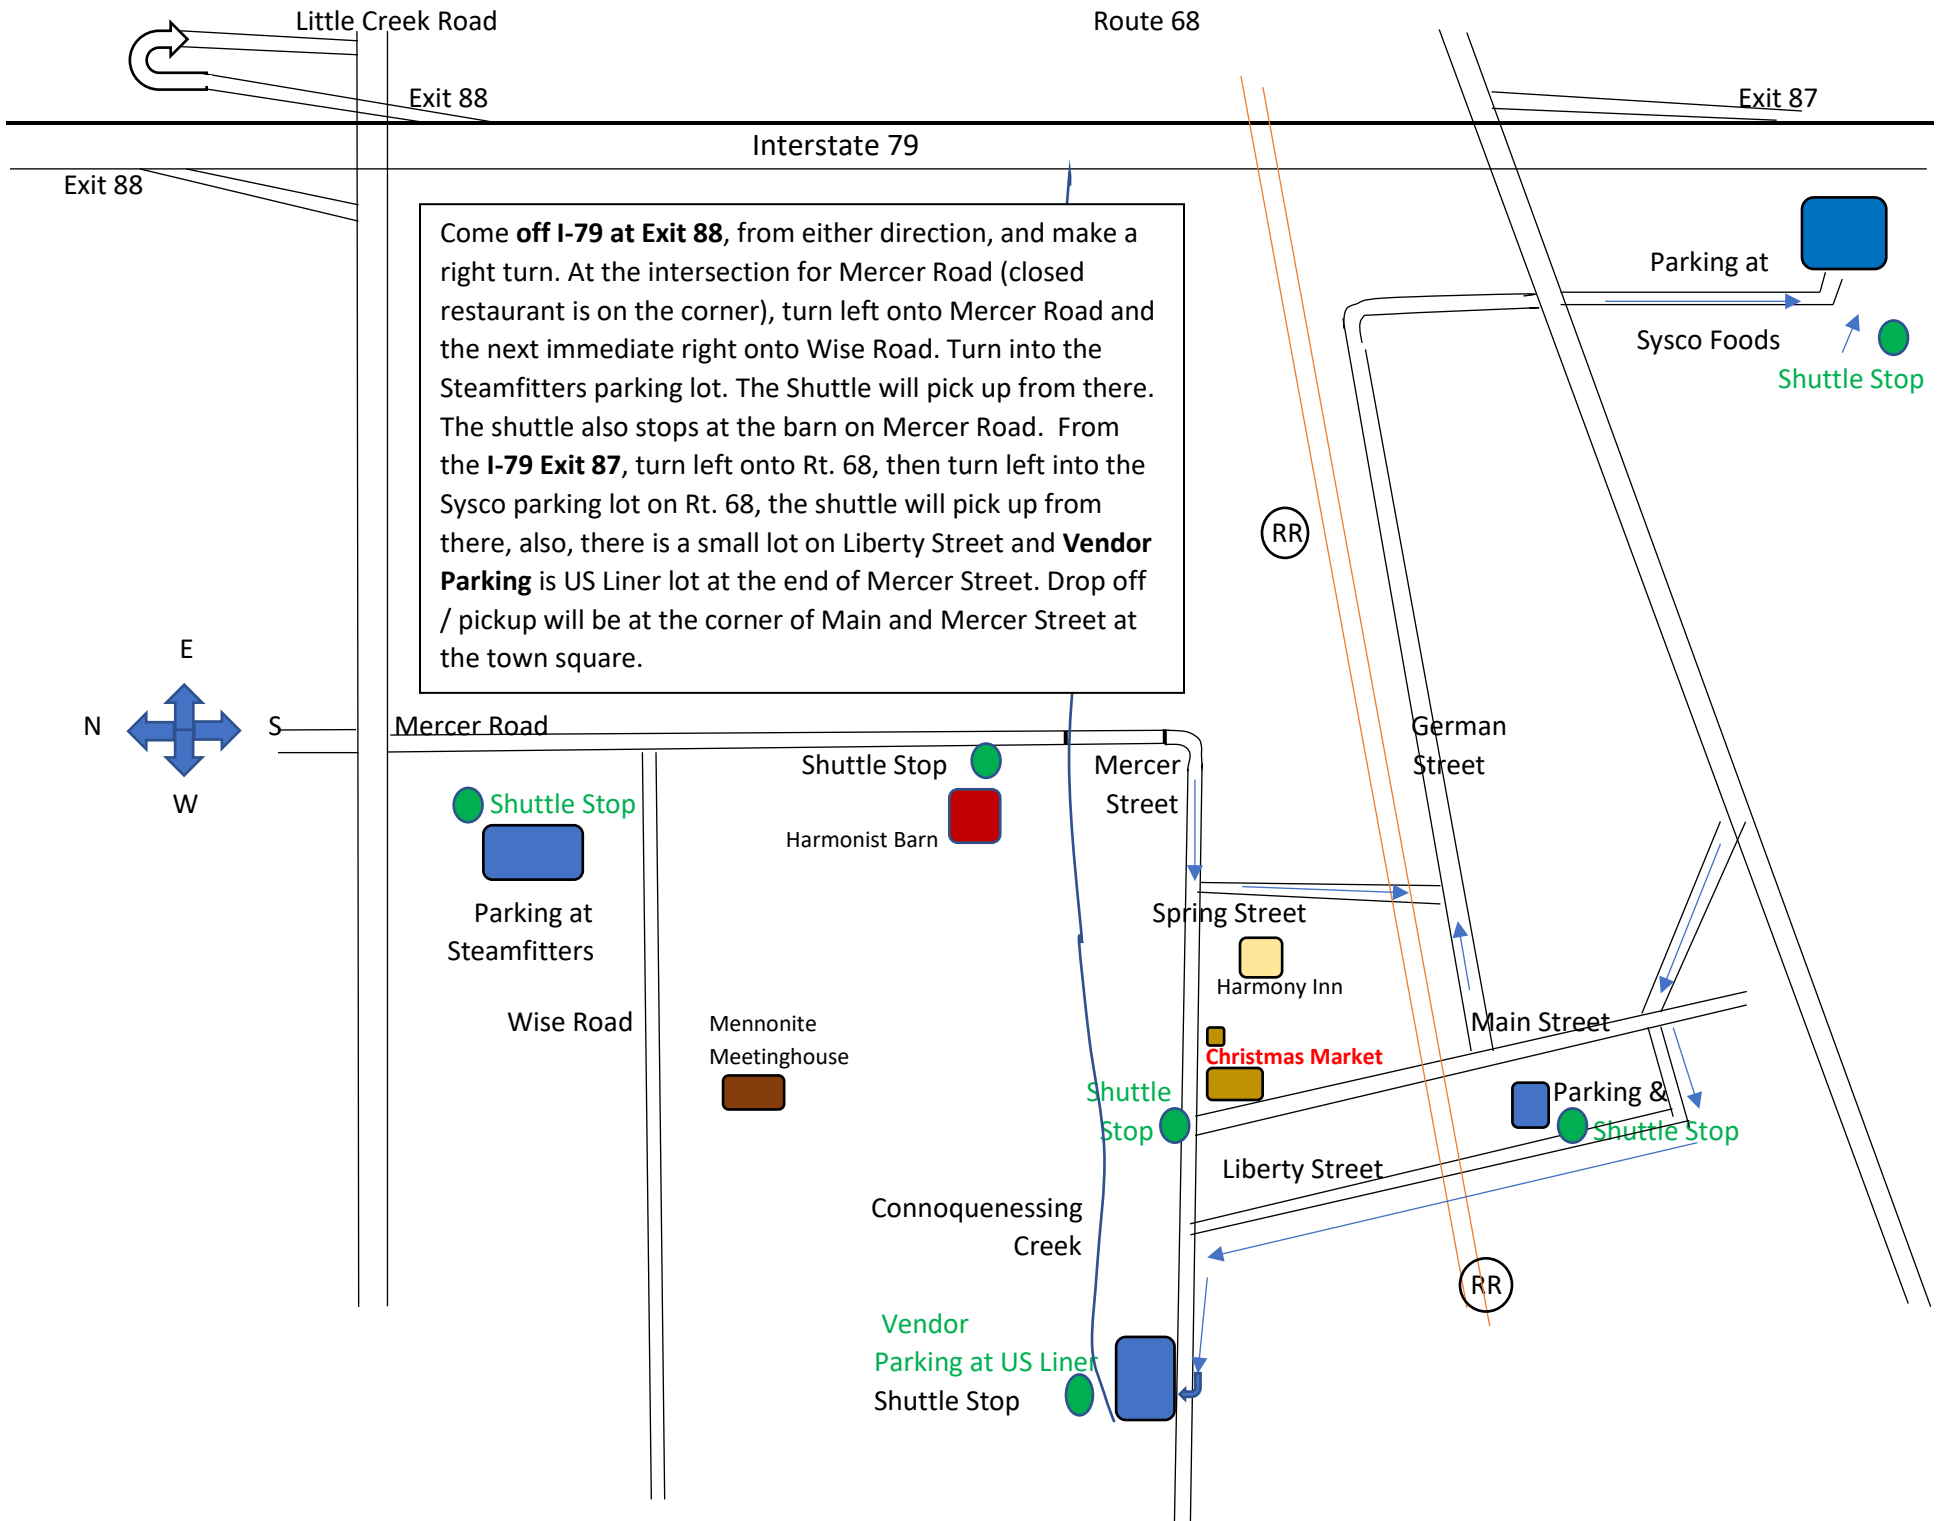 Little Creek Road
Route 68
Exit 88
Exit 87
Interstate 79
Exit 88
Come off I-79 at Exit 88, from either direction, and make a
right turn. At the intersection for Mercer Road (closed
restaurant is on the corner), turn left onto Mercer Road and
the next immediate right onto Wise Road. Turn into the
Steamfitters parking lot. The Shuttle will pick up from there.
The shuttle also stops at the barn on Mercer Road.  From
the I-79 Exit 87, turn left onto Rt. 68, then turn left into the
Sysco parking lot on Rt. 68, the shuttle will pick up from
there, also, there is a small lot on Liberty Street and Vendor
Parking is US Liner lot at the end of Mercer Street. Drop off
/ pickup will be at the corner of Main and Mercer Street at
the town square.
Parking at
Sysco Foods
Shuttle Stop
RR
E
N
S
W
Mercer Road
German
Street
Shuttle Stop
Mercer
Street
Shuttle Stop
Harmonist Barn
Parking at
Steamfitters
Spring Street
Harmony Inn
Wise Road
Mennonite
Meetinghouse
Main Street
Christmas Market
Shuttle
Stop
Parking &
Shuttle Stop
Liberty Street
Connoquenessing
Creek
RR
Vendor
Parking at US Liner
Shuttle Stop